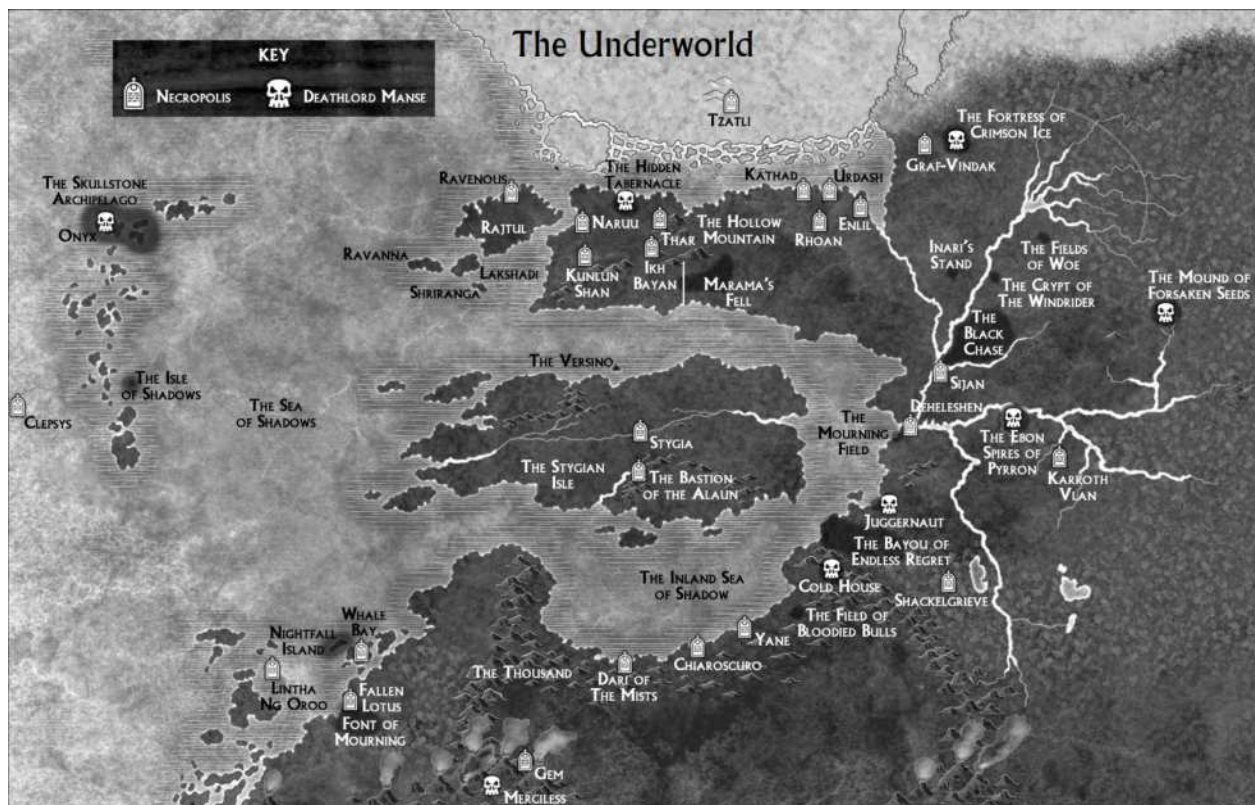 The Underworld
KEY
Necropolis
Deathlord Manse
Tzatli
The Fortress of
Crimson Ice
Graf-Vindak
The Skullstone
Archipelago
Onyx
Ravenous
Rajtul
The Hidden
Tabernacle
Naruu
Thar
Kathad
Urdash
The Hollow
Mountain
Rhoan
Enlil
Ravanna
Lakshadi
Shriranga
Kunlun
Shan
Ikh
Bayan
Marama's
Fell
Inari's
Stand
The Fields
of Woe
The Crypt of
The Windrider
The Mound of
Forsaken Seeds
The
Black
Chase
Sijan
The Versino
The Isle
of Shadows
Clepsys
The Sea
of Shadows
Stygia
The Stygian
Isle
The Bastion
of the Alaun
The
Mourning
Field
Deheleshen
The Ebon
Spires of
Pyrron
Karroth
Vlan
Juggernaut
The Bayou of
Endless Regret
Cold House
Shackelgrieve
The Inland Sea
of Shadow
The Field of
Bloodied Bulls
Yane
Chiaroscuro
Dari of
The Mists
The Thousand
Whale
Bay
Nightfall
Island
Lintha
Ng Oroo
Fallen
Lotus
Font of
Mourning
Gem
Merciless